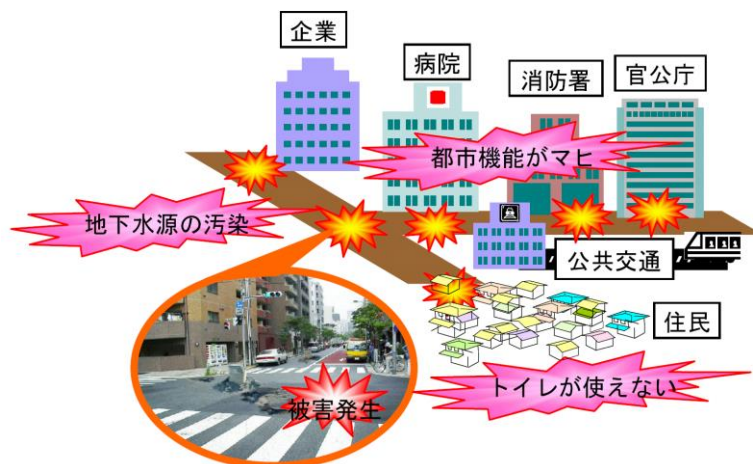 企業
病院
消防署
官公庁
都市機能がマヒ
地下水源の汚染
公共交通
住民
トイレが使えない
被害発生